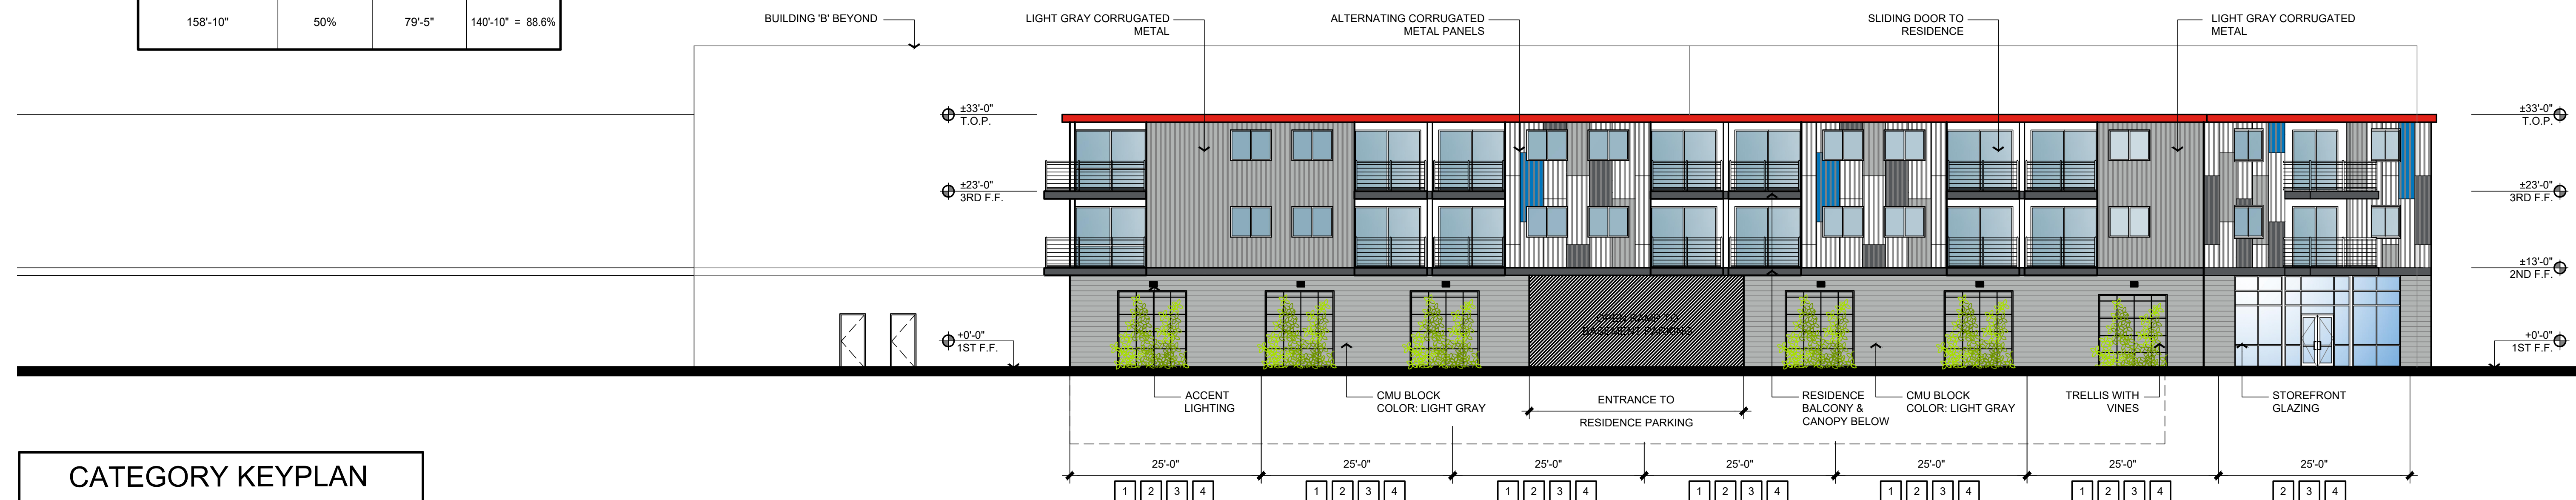 158'-10" 50% 79'-5" 140'-10" = 88.6%
BUILDING 'B' BEYOND
LIGHT GRAY CORRUGATED
METAL
ALTERNATING CORRUGATED
METAL PANELS
SLIDING DOOR TO
RESIDENCE
LIGHT GRAY CORRUGATED
METAL
±33'-0"
T.O.P.
±33'-0"
T.O.P.
±23'-0"
3RD F.F.
±23'-0"
3RD F.F.
±13'-0"
2ND F.F.
OPEN RAMP TO
BASEMENT PARKING
+0'-0"
1ST F.F.
+0'-0"
1ST F.F.
ACCENT
LIGHTING
CMU BLOCK
COLOR: LIGHT GRAY
ENTRANCE TO
RESIDENCE PARKING
RESIDENCE
BALCONY &
CANOPY BELOW
CMU BLOCK
COLOR: LIGHT GRAY
TRELLIS WITH
VINES
STOREFRONT
GLAZING
CATEGORY KEYPLAN
25'-0" 25'-0" 25'-0" 25'-0" 25'-0" 25'-0" 25'-0"
1 2 3 4 1 2 3 4 1 2 3 4 1 2 3 4 1 2 3 4 1 2 3 4 2 3 4